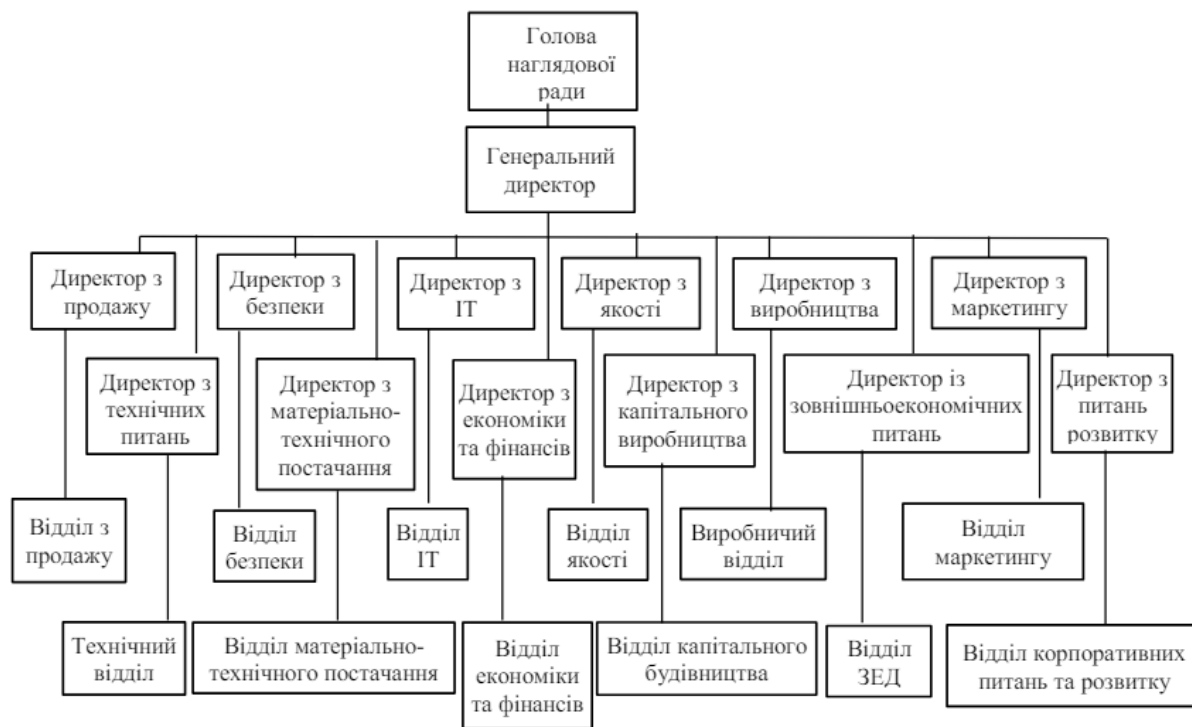 Голова
наглядової
ради
Генеральний
директор
Директор з
продажу
Директор з
безпеки
Директор з
ІТ
Директор з
якості
Директор з
виробництва
Директор з
маркетингу
Директор з
технічних
питань
Директор з
матеріально-
технічного
постачання
Директор з
економіки
та фінансів
Директор з
капітального
виробництва
Директор із
зовнішньоекономічних
питань
Директор з
питань
розвитку
Відділ з
продажу
Відділ
безпеки
Відділ
ІТ
Відділ
якості
Виробничий
відділ
Відділ
маркетингу
Технічний
відділ
Відділ матеріально-
технічного постачання
Відділ
економіки
та фінансів
Відділ капітального
будівництва
Відділ
ЗЕД
Відділ корпоративних
питань та розвитку